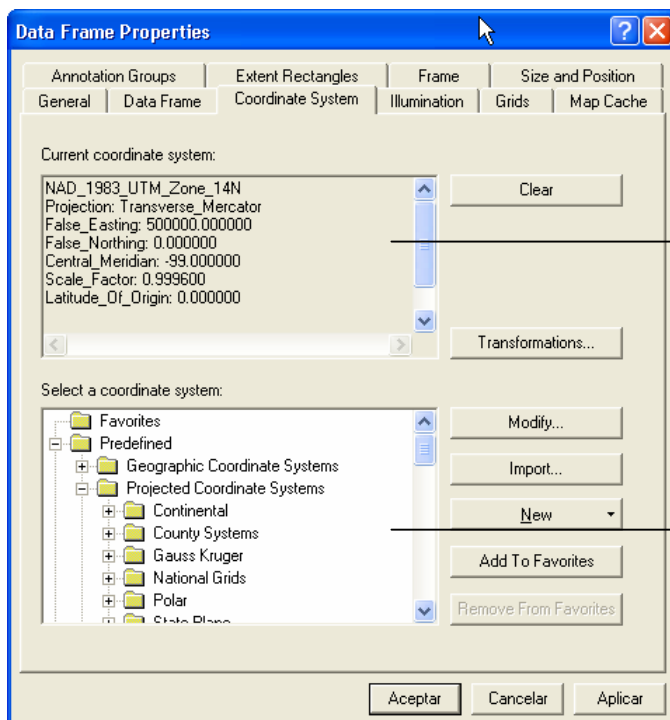 Data Frame Properties
Annotation Groups Extent Rectangles Frame Size and Position
General Data Frame Coordinate System Illumination Grids Map Cache
Current coordinate system:
NAD_1983_UTM_Zone_14N
Projection: Transverse_Mercator
False_Easting: 500000.000000
False_Northing: 0.000000
Central_Meridian: -99.000000
Scale_Factor: 0.999600
Latitude_Of_Origin: 0.000000
Clear
Transformations...
Select a coordinate system:
Favorites
Predefined
Geographic Coordinate Systems
Projected Coordinate Systems
Continental
County Systems
Gauss Kruger
National Grids
Polar
State Plane
Modify...
Import...
New
Add To Favorites
Remove From Favorites
Aceptar Cancelar Aplicar